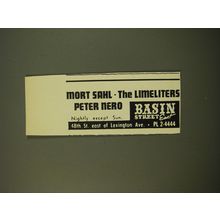 MORT SAHL · The LIMELITERS
PETER NERO
Nightly except Sun.
BASIN
STREET East
48th St. east of Lexington Ave. • PL 2-4444